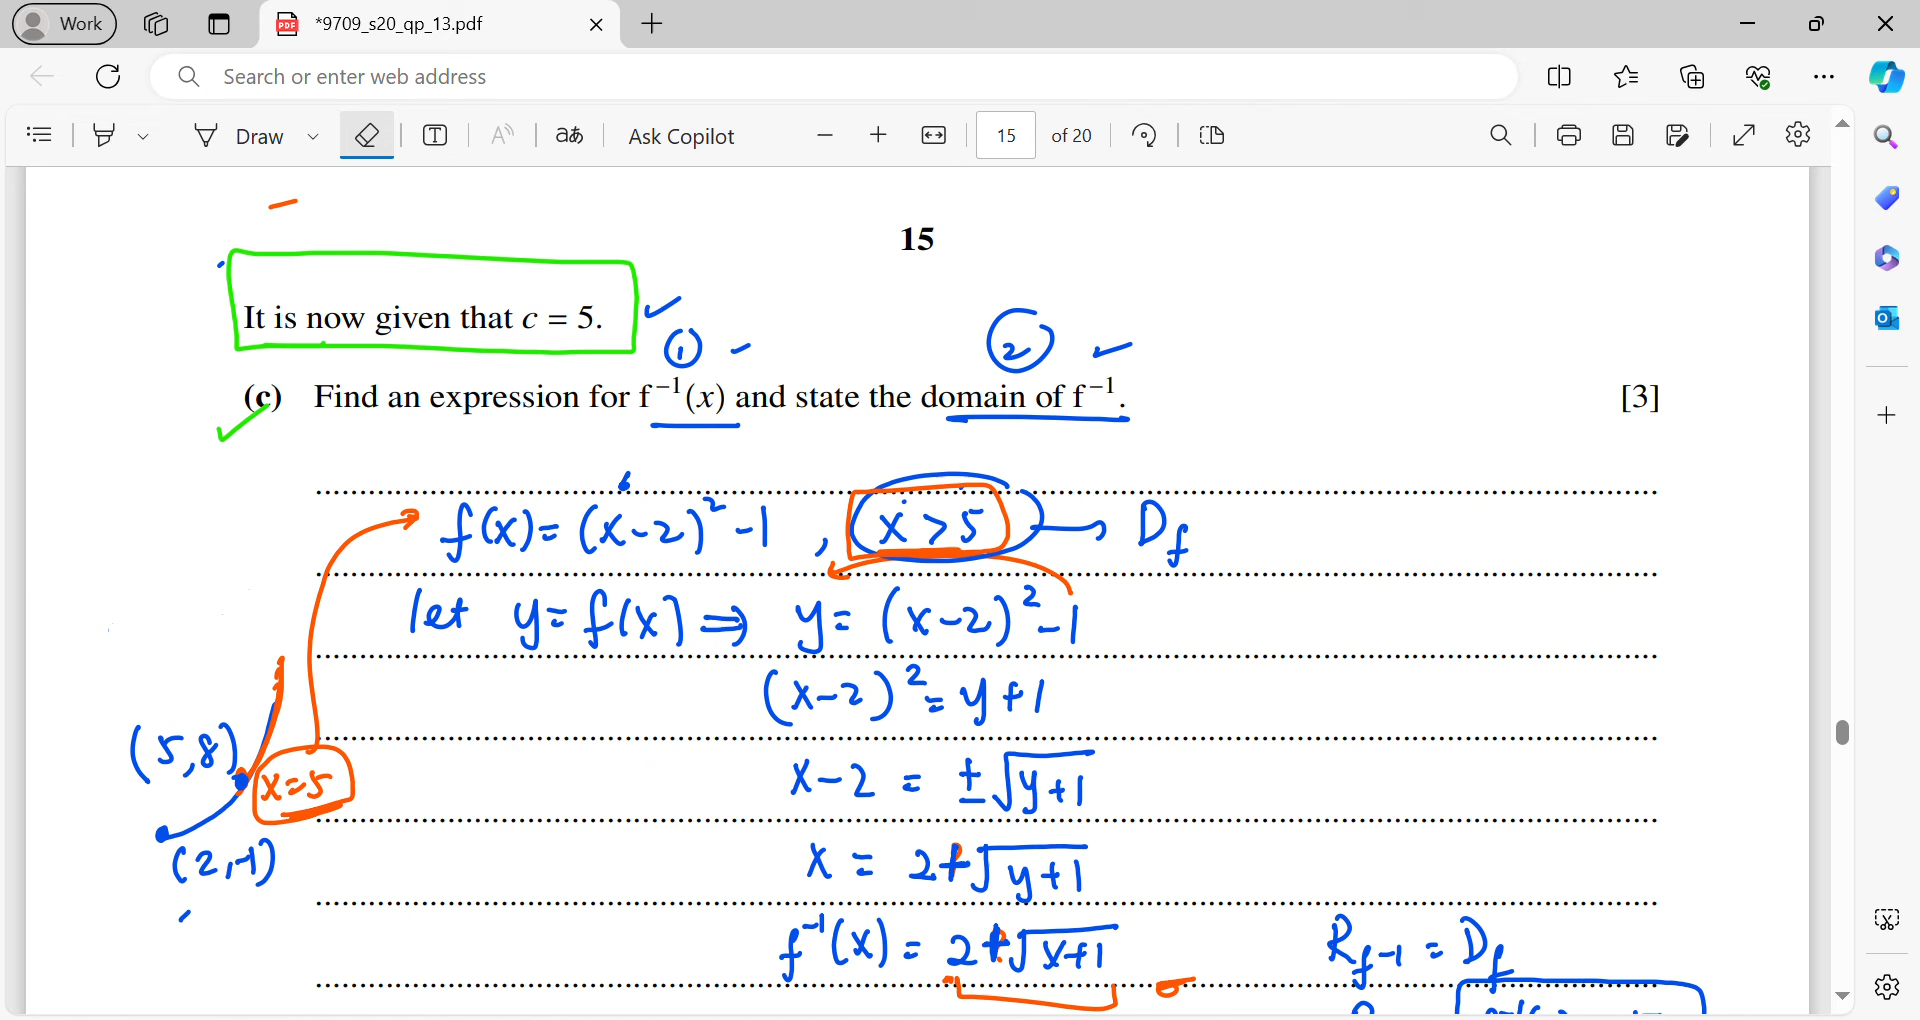 Work
*9709_s20_qp_13.pdf
Search or enter web address
Draw
aあ
Ask Copilot
15 of 20
15
It is now given that c = 5.
① ②
(c) Find an expression for f⁻¹(x) and state the domain of f⁻¹. [3]
f(x)= (x-2)²-1 , x > 5 → D_f
let y= f(x) ⇒ y= (x-2)²-1
(x-2)² = y+1
(5,8)
x=5
x-2 = ±√(y+1)
(2,-1)
x = 2+√(y+1)
f⁻¹(x) = 2+√(x+1)
R_f-1 = D_f